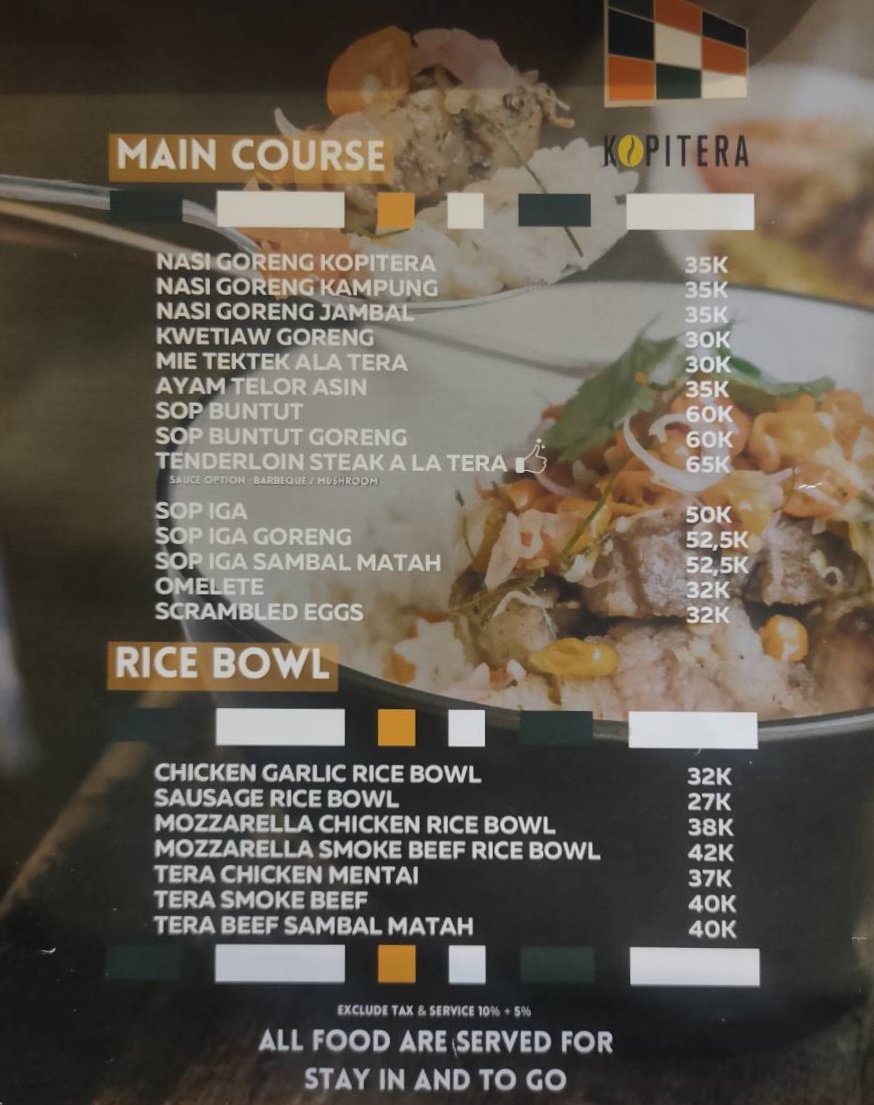 KOPITERA
MAIN COURSE
NASI GORENG KOPITERA 35K
NASI GORENG KAMPUNG 35K
NASI GORENG JAMBAL 35K
KWETIAW GORENG 30K
MIE TEKTEK ALA TERA 30K
AYAM TELOR ASIN 35K
SOP BUNTUT 60K
SOP BUNTUT GORENG 60K
TENDERLOIN STEAK A LA TERA 65K
SAUCE OPTION : BARBEQUE / MUSHROOM
SOP IGA 50K
SOP IGA GORENG 52,5K
SOP IGA SAMBAL MATAH 52,5K
OMELETE 32K
SCRAMBLED EGGS 32K
RICE BOWL
CHICKEN GARLIC RICE BOWL 32K
SAUSAGE RICE BOWL 27K
MOZZARELLA CHICKEN RICE BOWL 38K
MOZZARELLA SMOKE BEEF RICE BOWL 42K
TERA CHICKEN MENTAI 37K
TERA SMOKE BEEF 40K
TERA BEEF SAMBAL MATAH 40K
EXCLUDE TAX & SERVICE 10% + 5%
ALL FOOD ARE SERVED FOR
STAY IN AND TO GO